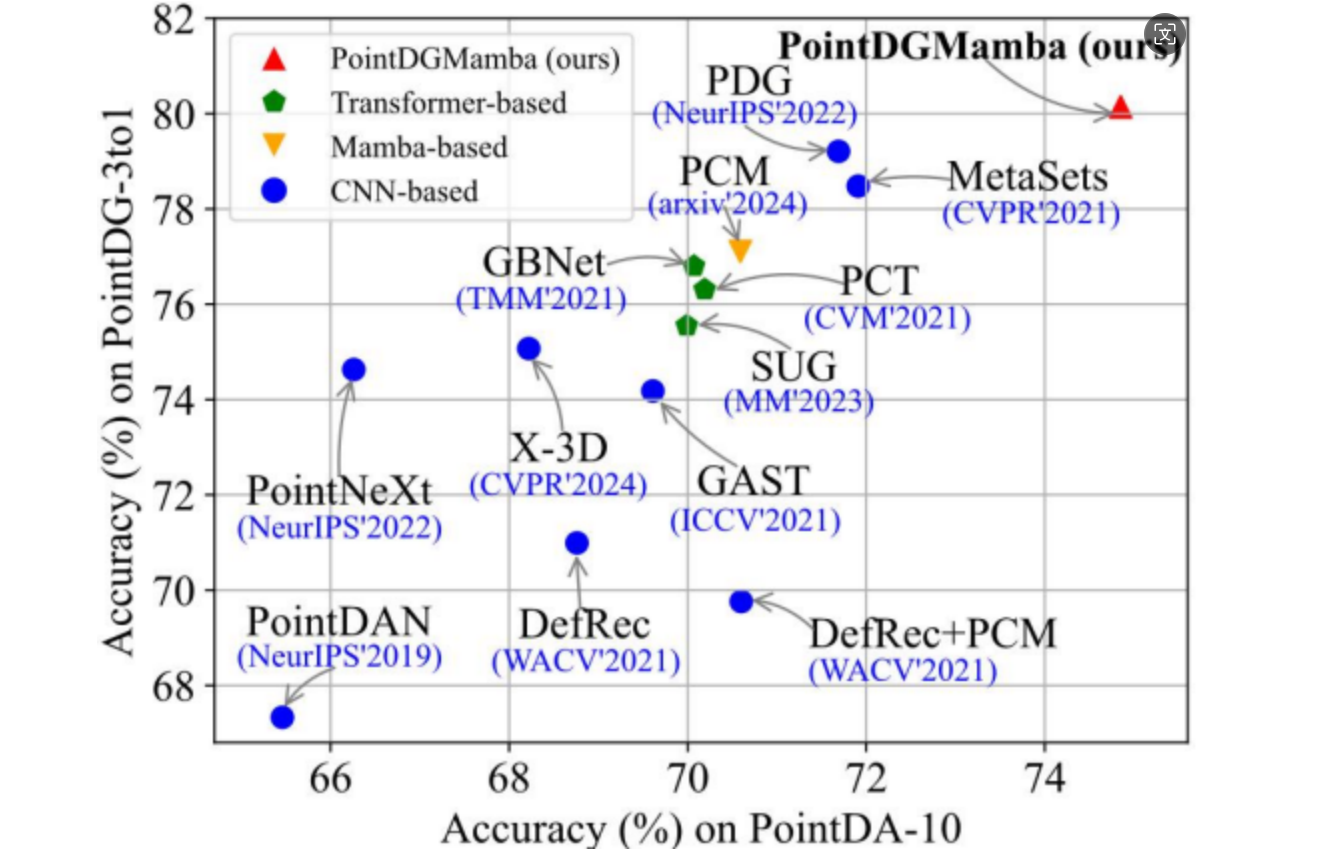 82
80
78
76
74
72
70
68
Accuracy (%) on PointDG-3to1
PointDGMamba (ours)
Transformer-based
Mamba-based
CNN-based
PointDGMamba (ours)
PDG
(NeurIPS'2022)
PCM
(arxiv'2024)
MetaSets
(CVPR'2021)
GBNet
(TMM'2021)
PCT
(CVM'2021)
SUG
(MM'2023)
X-3D
(CVPR'2024)
GAST
(ICCV'2021)
PointNeXt
(NeurIPS'2022)
PointDAN
(NeurIPS'2019)
DefRec
(WACV'2021)
DefRec+PCM
(WACV'2021)
66 68 70 72 74
Accuracy (%) on PointDA-10
文